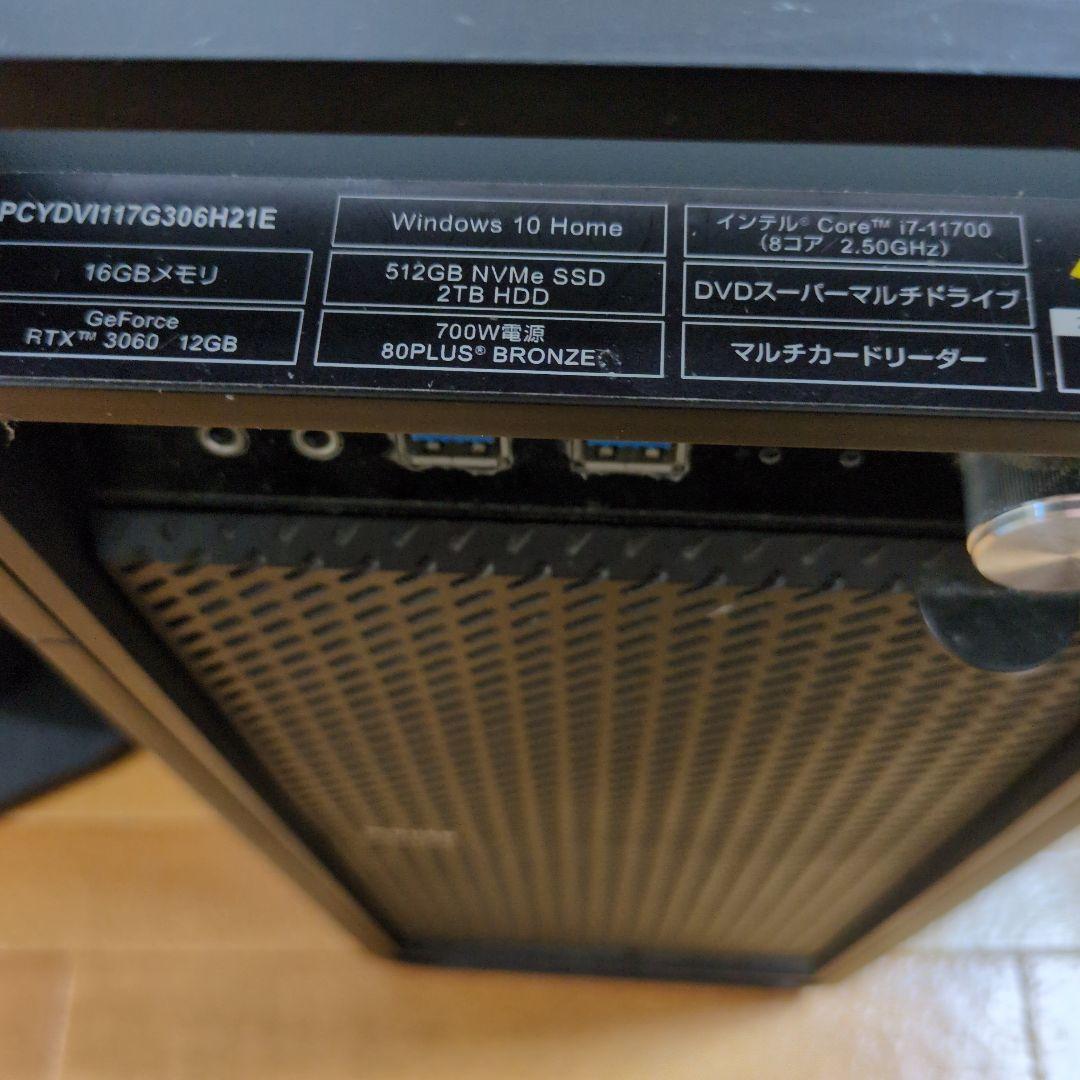 PCYDVI117G306H21E
Windows 10 Home
インテル® Core™ i7-11700
(8コア/2.50GHz)
16GBメモリ
512GB NVMe SSD
2TB HDD
DVDスーパーマルチドライブ
GeForce
RTX™ 3060/12GB
700W電源
80PLUS® BRONZE
マルチカードリーダー